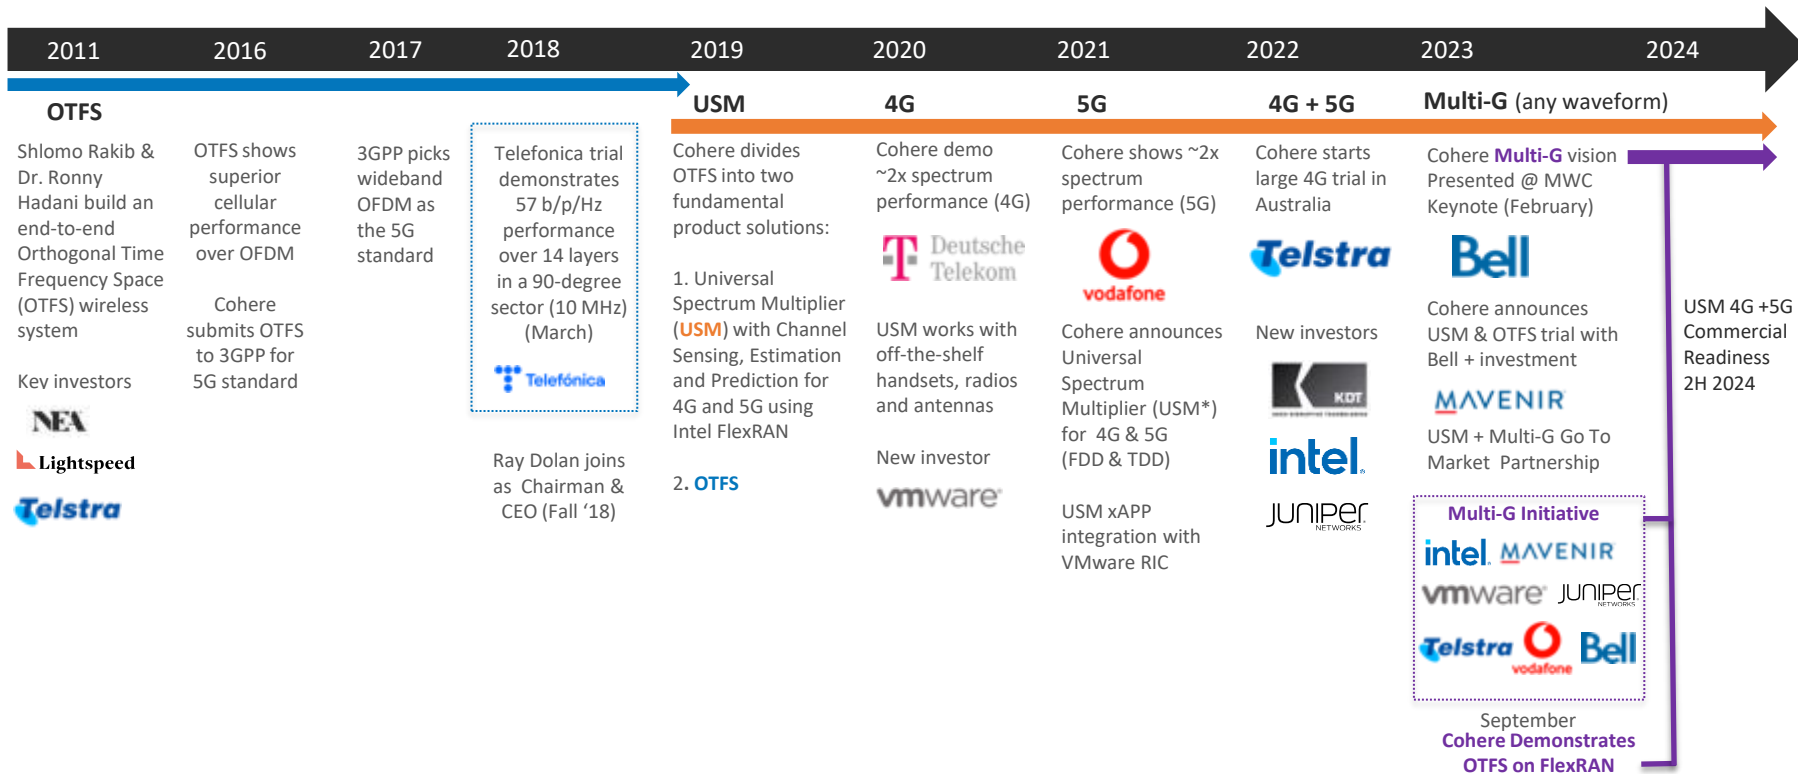 2011
2016
2017
2018
2019
2020
2021
2022
2023
2024
OTFS
USM
4G
5G
4G + 5G
Multi-G (any waveform)
Shlomo Rakib &
Dr. Ronny
Hadani build an
end-to-end
Orthogonal Time
Frequency Space
(OTFS) wireless
system
Key investors
NEA
Lightspeed
Telstra
OTFS shows
superior
cellular
performance
over OFDM
Cohere
submits OTFS
to 3GPP for
5G standard
3GPP picks
wideband
OFDM as
the 5G
standard
Telefonica trial
demonstrates
57 b/p/Hz
performance
over 14 layers
in a 90-degree
sector (10 MHz)
(March)
Telefónica
Ray Dolan joins
as Chairman &
CEO (Fall ‘18)
Cohere divides
OTFS into two
fundamental
product solutions:
1. Universal
Spectrum Multiplier
(USM) with Channel
Sensing, Estimation
and Prediction for
4G and 5G using
Intel FlexRAN
2. OTFS
Cohere demo
~2x spectrum
performance (4G)
Deutsche
Telekom
USM works with
off-the-shelf
handsets, radios
and antennas
New investor
vmware
Cohere shows ~2x
spectrum
performance (5G)
vodafone
Cohere announces
Universal
Spectrum
Multiplier (USM*)
for 4G & 5G
(FDD & TDD)
USM xAPP
integration with
VMware RIC
Cohere starts
large 4G trial in
Australia
Telstra
New investors
KDT
intel.
JUNIPER
NETWORKS
Cohere Multi-G vision
Presented @ MWC
Keynote (February)
Bell
Cohere announces
USM & OTFS trial with
Bell + investment
MAVENIR
USM + Multi-G Go To
Market Partnership
Multi-G Initiative
intel. MAVENIR
vmware JUNIPER
NETWORKS
Telstra vodafone Bell
September
Cohere Demonstrates
OTFS on FlexRAN
USM 4G +5G
Commercial
Readiness
2H 2024